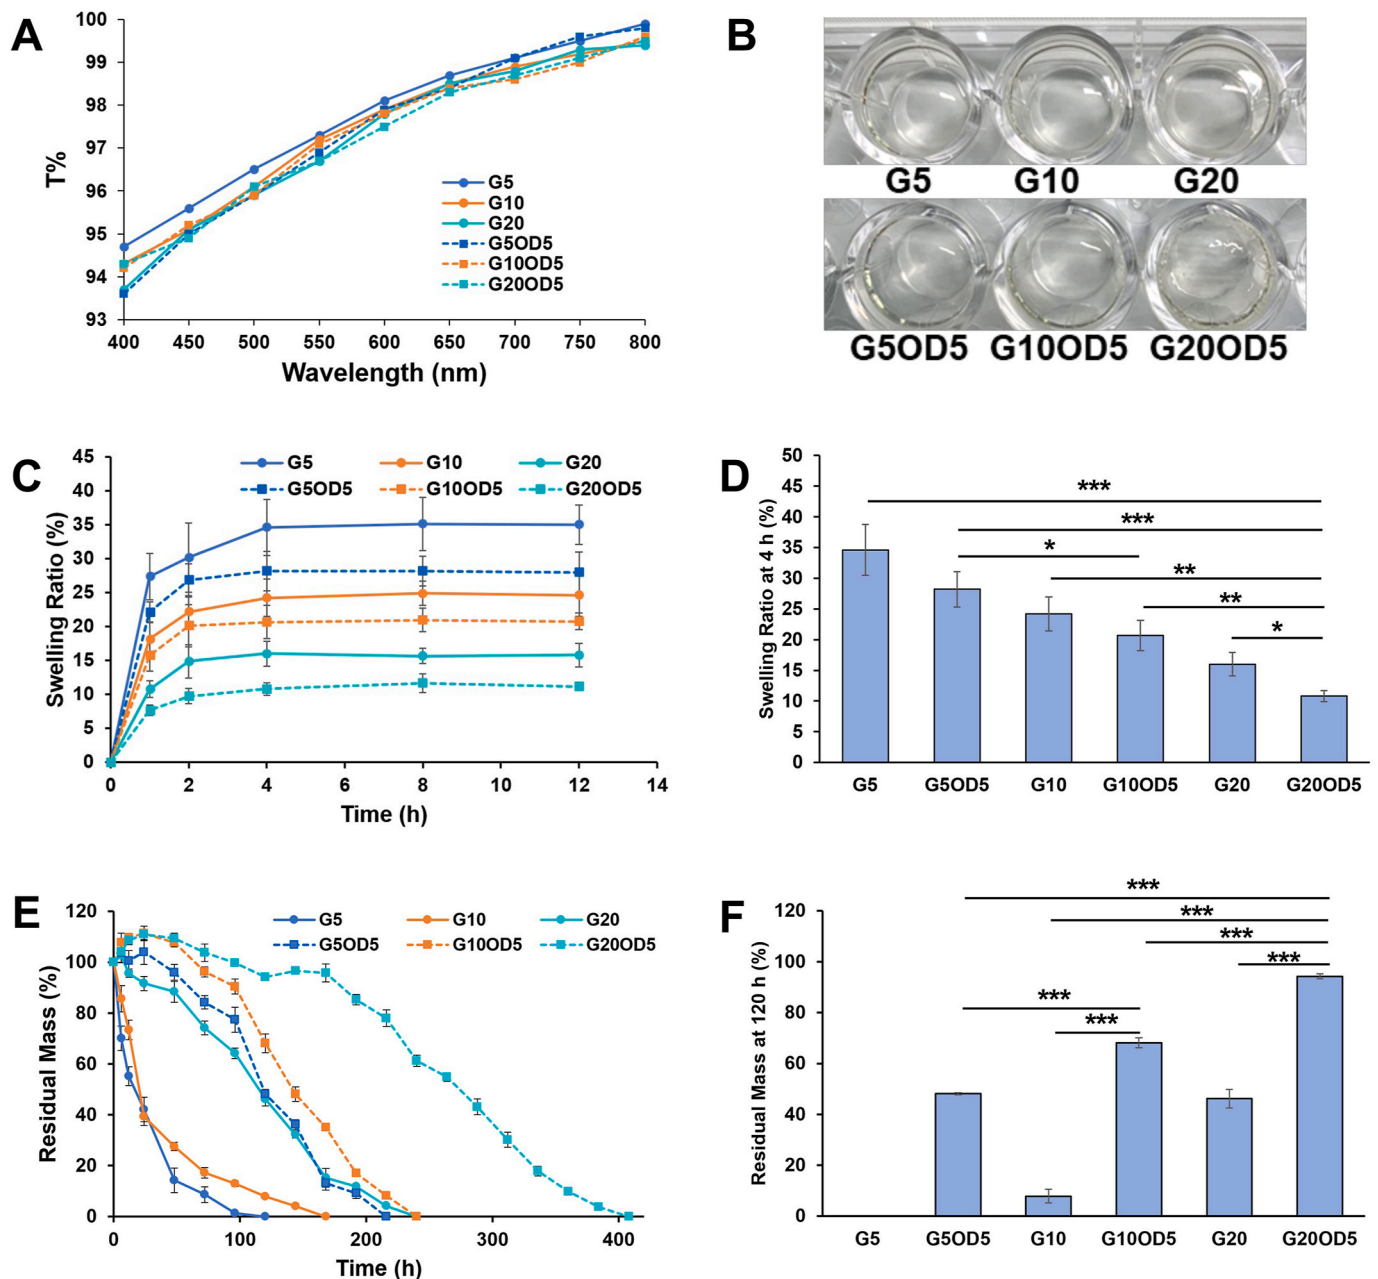 A
100
99
98
97
96
95
94
93
T%
400 450 500 550 600 650 700 750 800
Wavelength (nm)
G5
G10
G20
G5OD5
G10OD5
G20OD5
B
G5 G10 G20
G5OD5 G10OD5 G20OD5
C
45
40
35
30
25
20
15
10
5
0
Swelling Ratio (%)
G5 G10 G20
G5OD5 G10OD5 G20OD5
0 2 4 6 8 10 12 14
Time (h)
D
50
45
40
35
30
25
20
15
10
5
0
Swelling Ratio at 4 h (%)
***
***
*
**
**
*
G5 G5OD5 G10 G10OD5 G20 G20OD5
E
120
100
80
60
40
20
0
Residual Mass (%)
G5 G10 G20
G5OD5 G10OD5 G20OD5
0 100 200 300 400
Time (h)
F
120
100
80
60
40
20
0
Residual Mass at 120 h (%)
***
***
***
***
***
***
G5 G5OD5 G10 G10OD5 G20 G20OD5